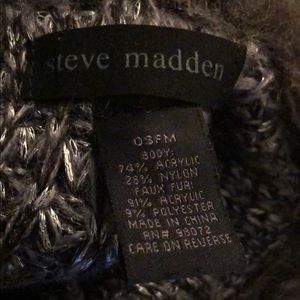 steve madden
OSFM
BODY:
74% ACRYLIC
26% NYLON
FAUX FUR:
91% ACRYLIC
9% POLYESTER
MADE IN CHINA
RN# 98072
CARE ON REVERSE